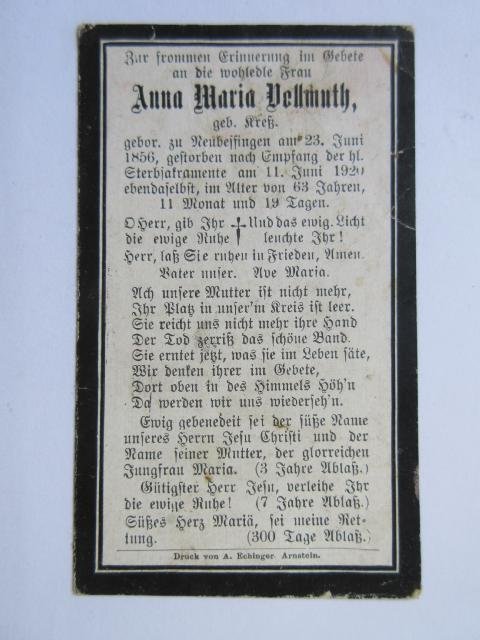 Zur frommen Erinnerung im Gebete
an die wohledle Frau
Anna Maria Vollmuth,
geb. Kreß.
gebor. zu Neubessingen am 23. Juni
1856, gestorben nach Empfang der hl.
Sterbsakramente am 11. Juni 1920
ebendaselbst, im Alter von 63 Jahren,
11 Monat und 19 Tagen.
O Herr, gib Ihr † Und das ewig. Licht
die ewige Ruhe leuchte Ihr!
Herr, laß Sie ruhen in Frieden, Amen.
Vater unser. Ave Maria.
Ach unsere Mutter ist nicht mehr,
Ihr Platz in unser'm Kreis ist leer.
Sie reicht uns nicht mehr ihre Hand
Der Tod zerriß das schöne Band.
Sie erntet jetzt, was sie im Leben säte,
Wir denken ihrer im Gebete,
Dort oben in des Himmels Höh'n
Da werden wir uns wiederseh'n.
Ewig gebenedeit sei der süße Name
unseres Herrn Jesu Christi und der
Name seiner Mutter, der glorreichen
Jungfrau Maria. (3 Jahre Ablaß.)
Gütigster Herr Jesu, verleihe Ihr
die ewige Ruhe! (7 Jahre Ablaß.)
Süßes Herz Mariä, sei meine Ret-
tung. (300 Tage Ablaß.)
Druck von A. Echinger. Arnstein.